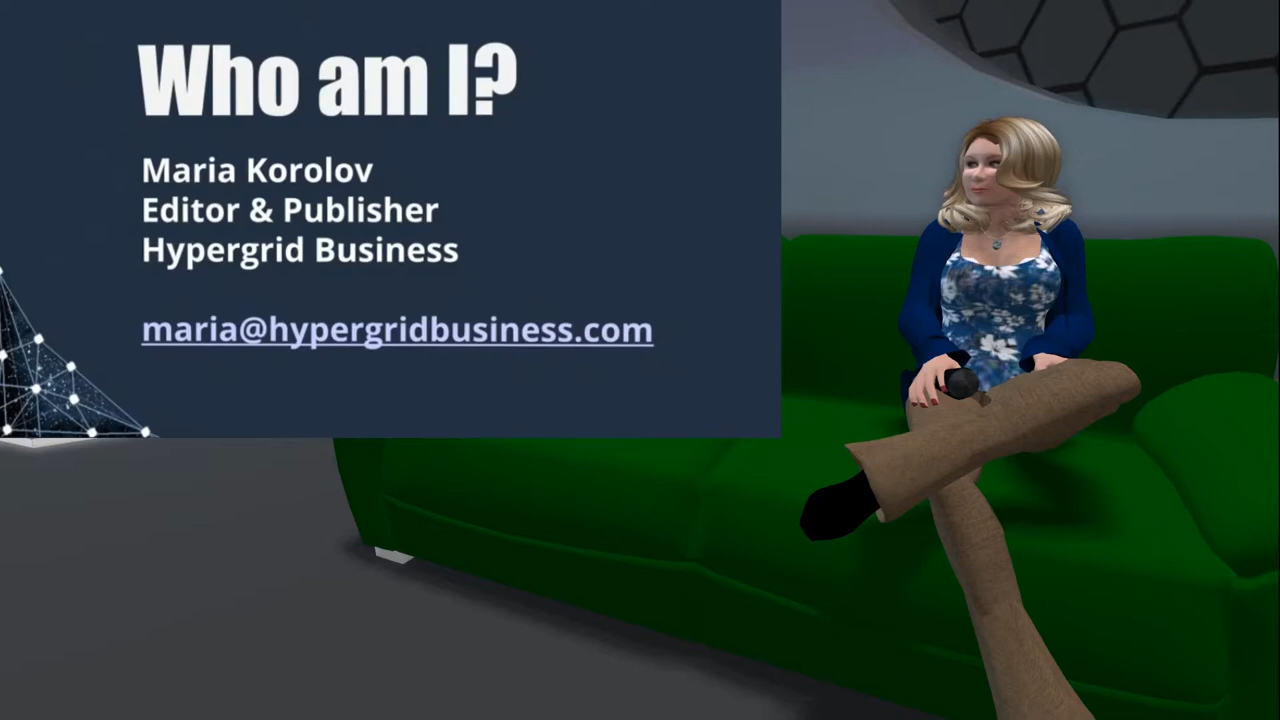 Who am I?
Maria Korolov
Editor & Publisher
Hypergrid Business
maria@hypergridbusiness.com